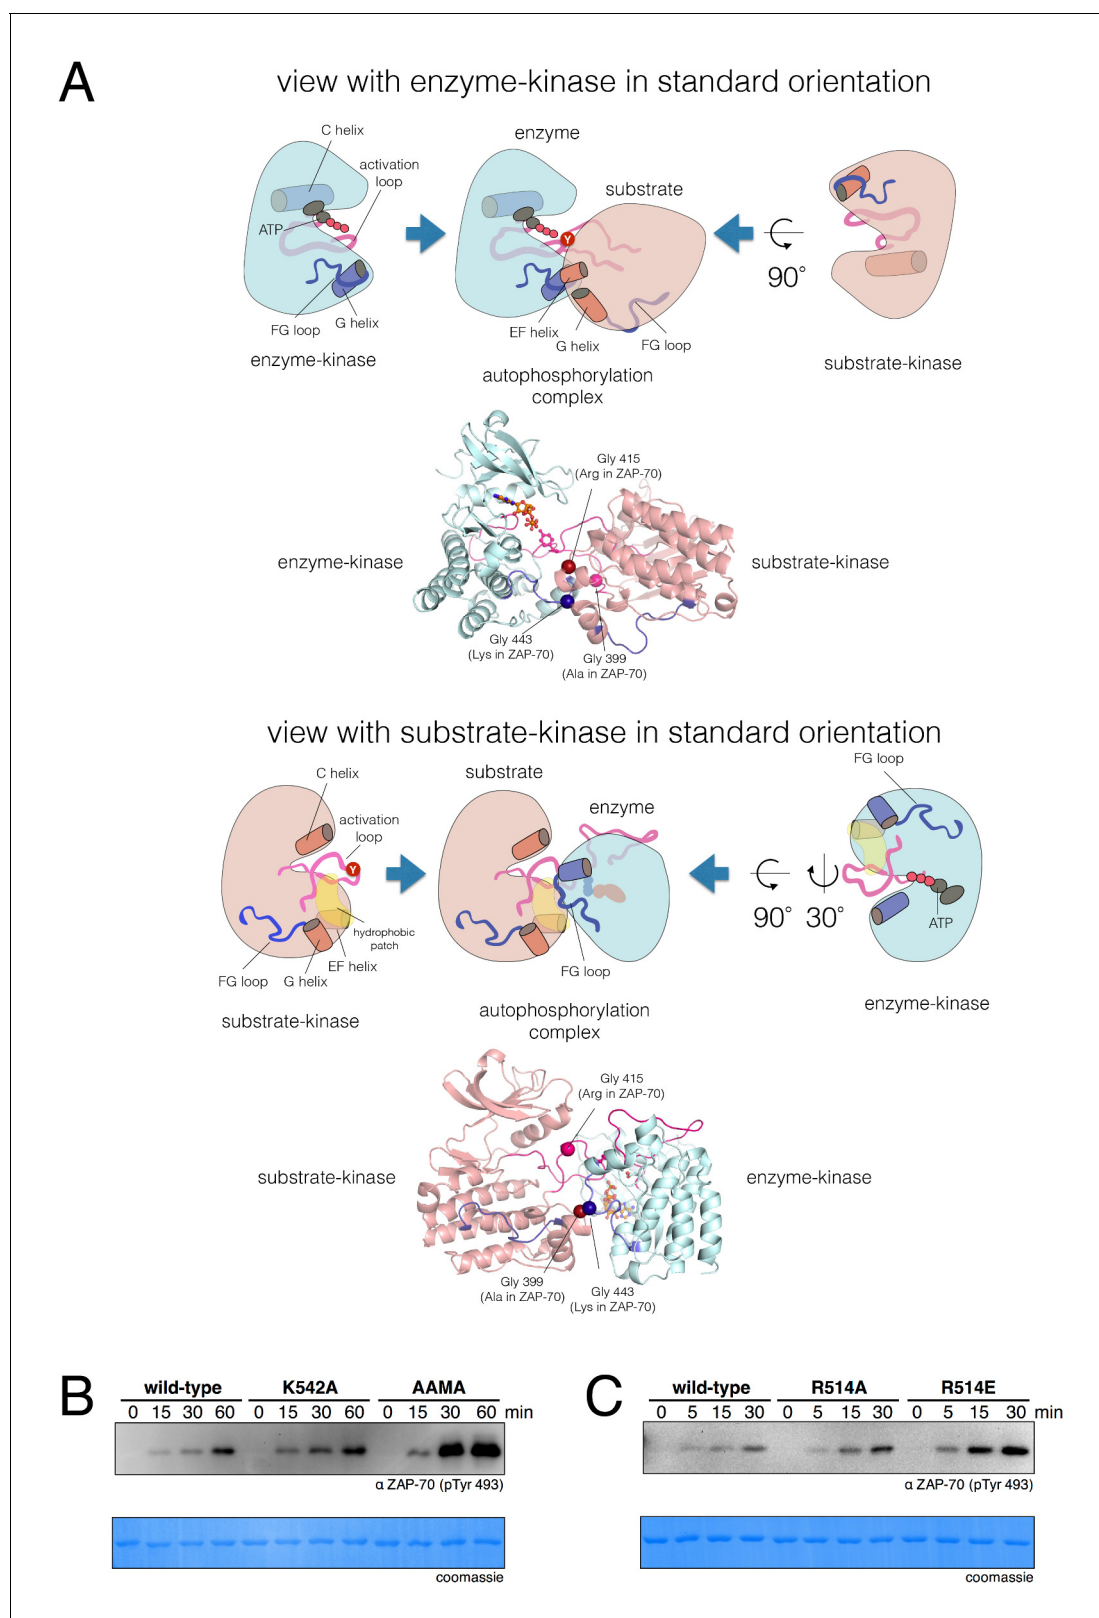 A
view with enzyme-kinase in standard orientation
C helix
activation
loop
ATP
FG loop
G helix
enzyme-kinase
enzyme
substrate
Y
EF helix
G helix
FG loop
autophosphorylation
complex
90°
substrate-kinase
Gly 415
(Arg in ZAP-70)
enzyme-kinase
substrate-kinase
Gly 443
(Lys in ZAP-70)
Gly 399
(Ala in ZAP-70)
view with substrate-kinase in standard orientation
C helix
activation
loop
Y
hydrophobic
patch
EF helix
FG loop
G helix
substrate-kinase
substrate
enzyme
FG loop
autophosphorylation
complex
90° 30°
FG loop
ATP
enzyme-kinase
Gly 415
(Arg in ZAP-70)
substrate-kinase
enzyme-kinase
Gly 399
(Ala in ZAP-70)
Gly 443
(Lys in ZAP-70)
B
wild-type K542A AAMA
0 15 30 60 0 15 30 60 0 15 30 60 min
α ZAP-70 (pTyr 493)
coomassie
C
wild-type R514A R514E
0 5 15 30 0 5 15 30 0 5 15 30 min
α ZAP-70 (pTyr 493)
coomassie